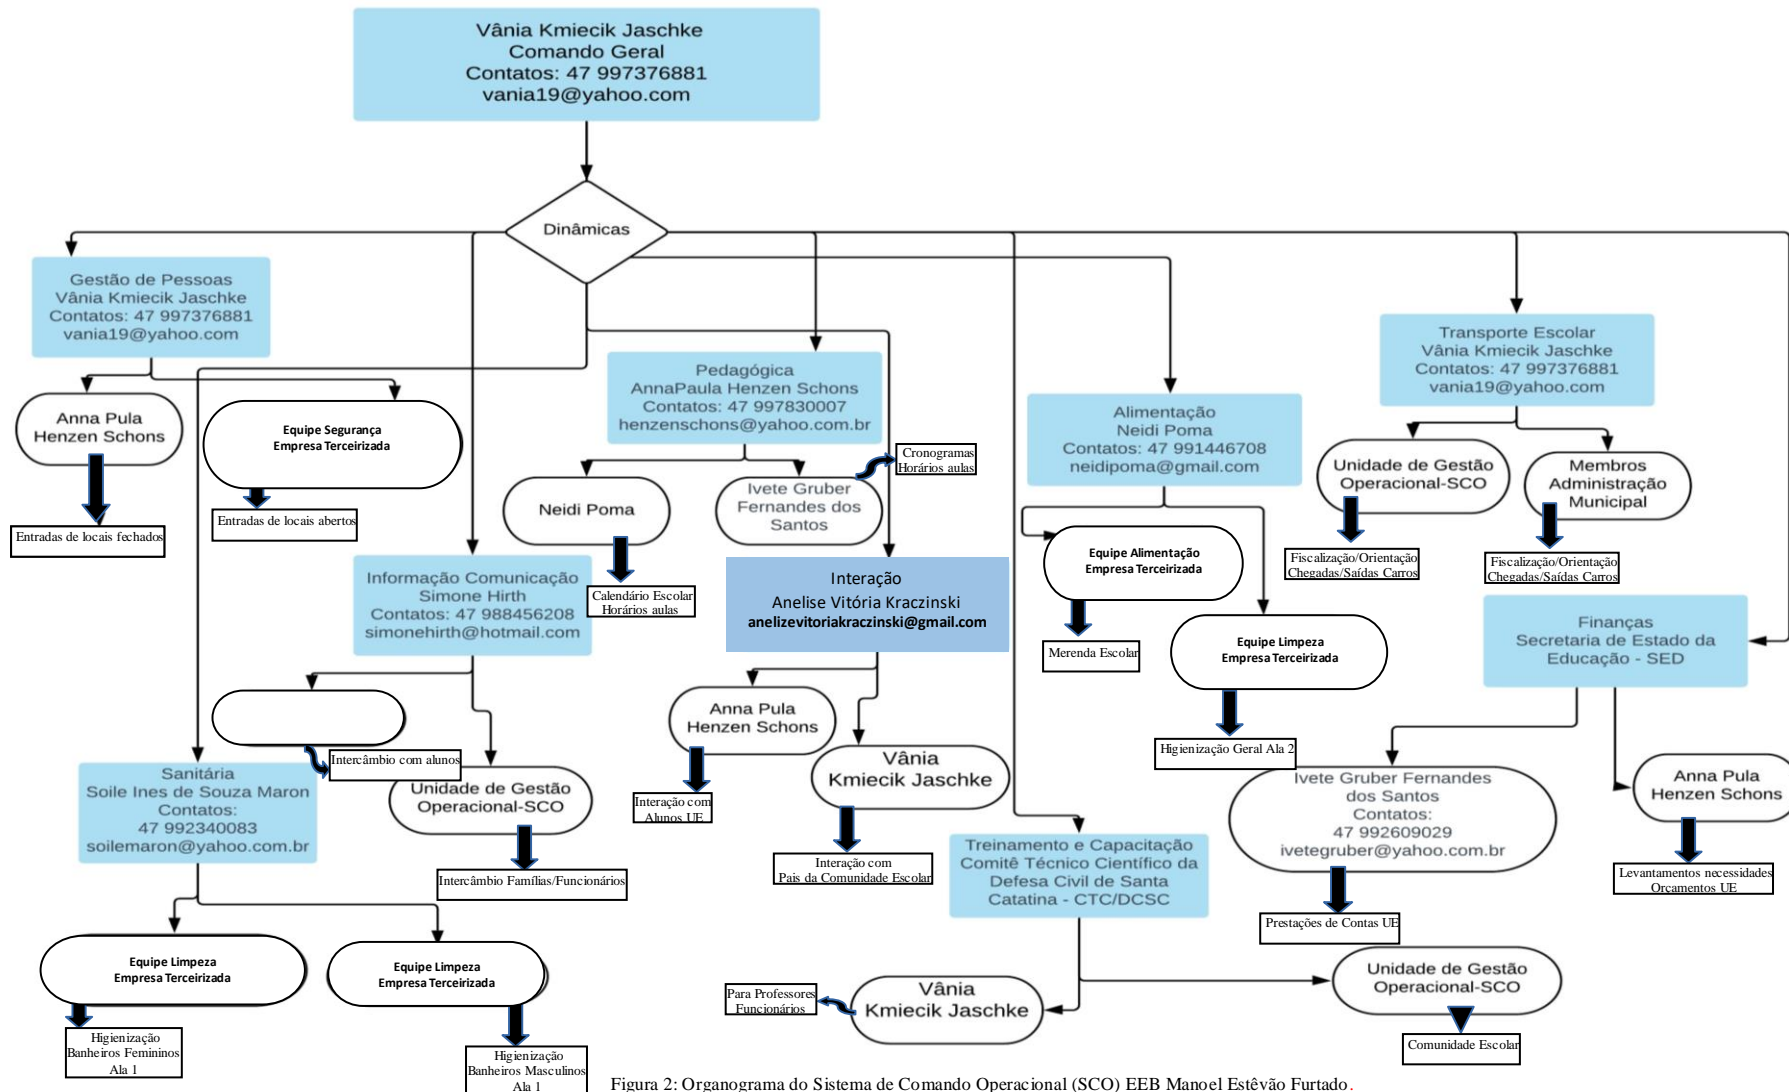 Vânia Kmiecik Jaschke
Comando Geral
Contatos: 47 997376881
vania19@yahoo.com
Dinâmicas
Gestão de Pessoas
Vânia Kmiecik Jaschke
Contatos: 47 997376881
vania19@yahoo.com
Anna Pula
Henzen Schons
Entradas de locais fechados
Equipe Segurança
Empresa Terceirizada
Entradas de locais abertos
Pedagógica
AnnaPaula Henzen Schons
Contatos: 47 997830007
henzenschons@yahoo.com.br
Neidi Poma
Calendário Escolar
Horários aulas
Ivete Gruber
Fernandes dos
Santos
Cronogramas
Horários aulas
Alimentação
Neidi Poma
Contatos: 47 991446708
neidipoma@gmail.com
Equipe Alimentação
Empresa Terceirizada
Merenda Escolar
Equipe Limpeza
Empresa Terceirizada
Higienização Geral Ala 2
Transporte Escolar
Vânia Kmiecik Jaschke
Contatos: 47 997376881
vania19@yahoo.com
Unidade de Gestão
Operacional-SCO
Fiscalização/Orientação
Chegadas/Saídas Carros
Membros
Administração
Municipal
Fiscalização/Orientação
Chegadas/Saídas Carros
Informação Comunicação
Simone Hirth
Contatos: 47 988456208
simonehirth@hotmail.com
Intercâmbio com alunos
Unidade de Gestão
Operacional-SCO
Intercâmbio Famílias/Funcionários
Interação
Anelise Vitória Kraczinski
anelizevitoriakraczinski@gmail.com
Anna Pula
Henzen Schons
Interação com
Alunos UE
Vânia
Kmiecik Jaschke
Interação com
Pais da Comunidade Escolar
Finanças
Secretaria de Estado da
Educação - SED
Ivete Gruber Fernandes
dos Santos
Contatos:
47 992609029
ivetegruber@yahoo.com.br
Prestações de Contas UE
Anna Pula
Henzen Schons
Levantamentos necessidades
Orçamentos UE
Sanitária
Soile Ines de Souza Maron
Contatos:
47 992340083
soilemaron@yahoo.com.br
Equipe Limpeza
Empresa Terceirizada
Higienização
Banheiros Femininos
Ala 1
Equipe Limpeza
Empresa Terceirizada
Higienização
Banheiros Masculinos
Ala 1
Treinamento e Capacitação
Comitê Técnico Científico da
Defesa Civil de Santa
Catatina - CTC/DCSC
Vânia
Kmiecik Jaschke
Para Professores
Funcionários
Unidade de Gestão
Operacional-SCO
Comunidade Escolar
Figura 2: Organograma do Sistema de Comando Operacional (SCO) EEB Manoel Estêvão Furtado.